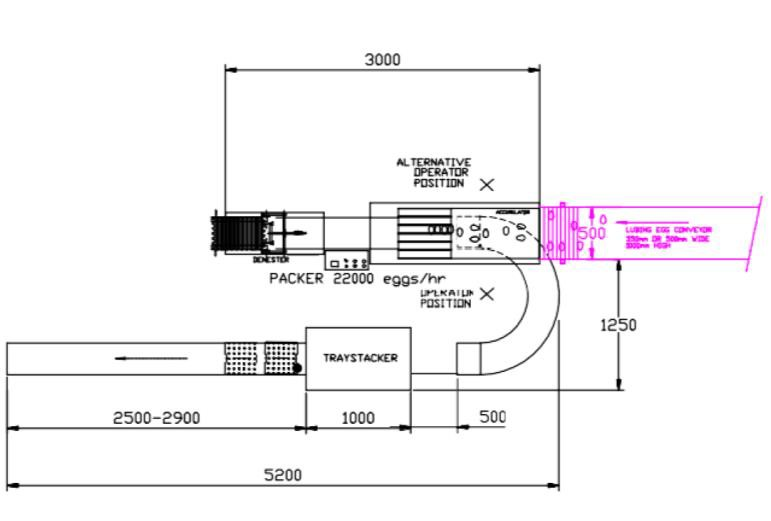 3000
ALTERNATIVE
OPERATOR
POSITION
ACCUMULATOR
500
LUBING EGG CONVEYOR
350mm OR 500mm WIDE
DENESTER
PACKER 22000 eggs/hr
OPERATOR
POSITION
1250
TRAYSTACKER
2500-2900
1000
500
5200